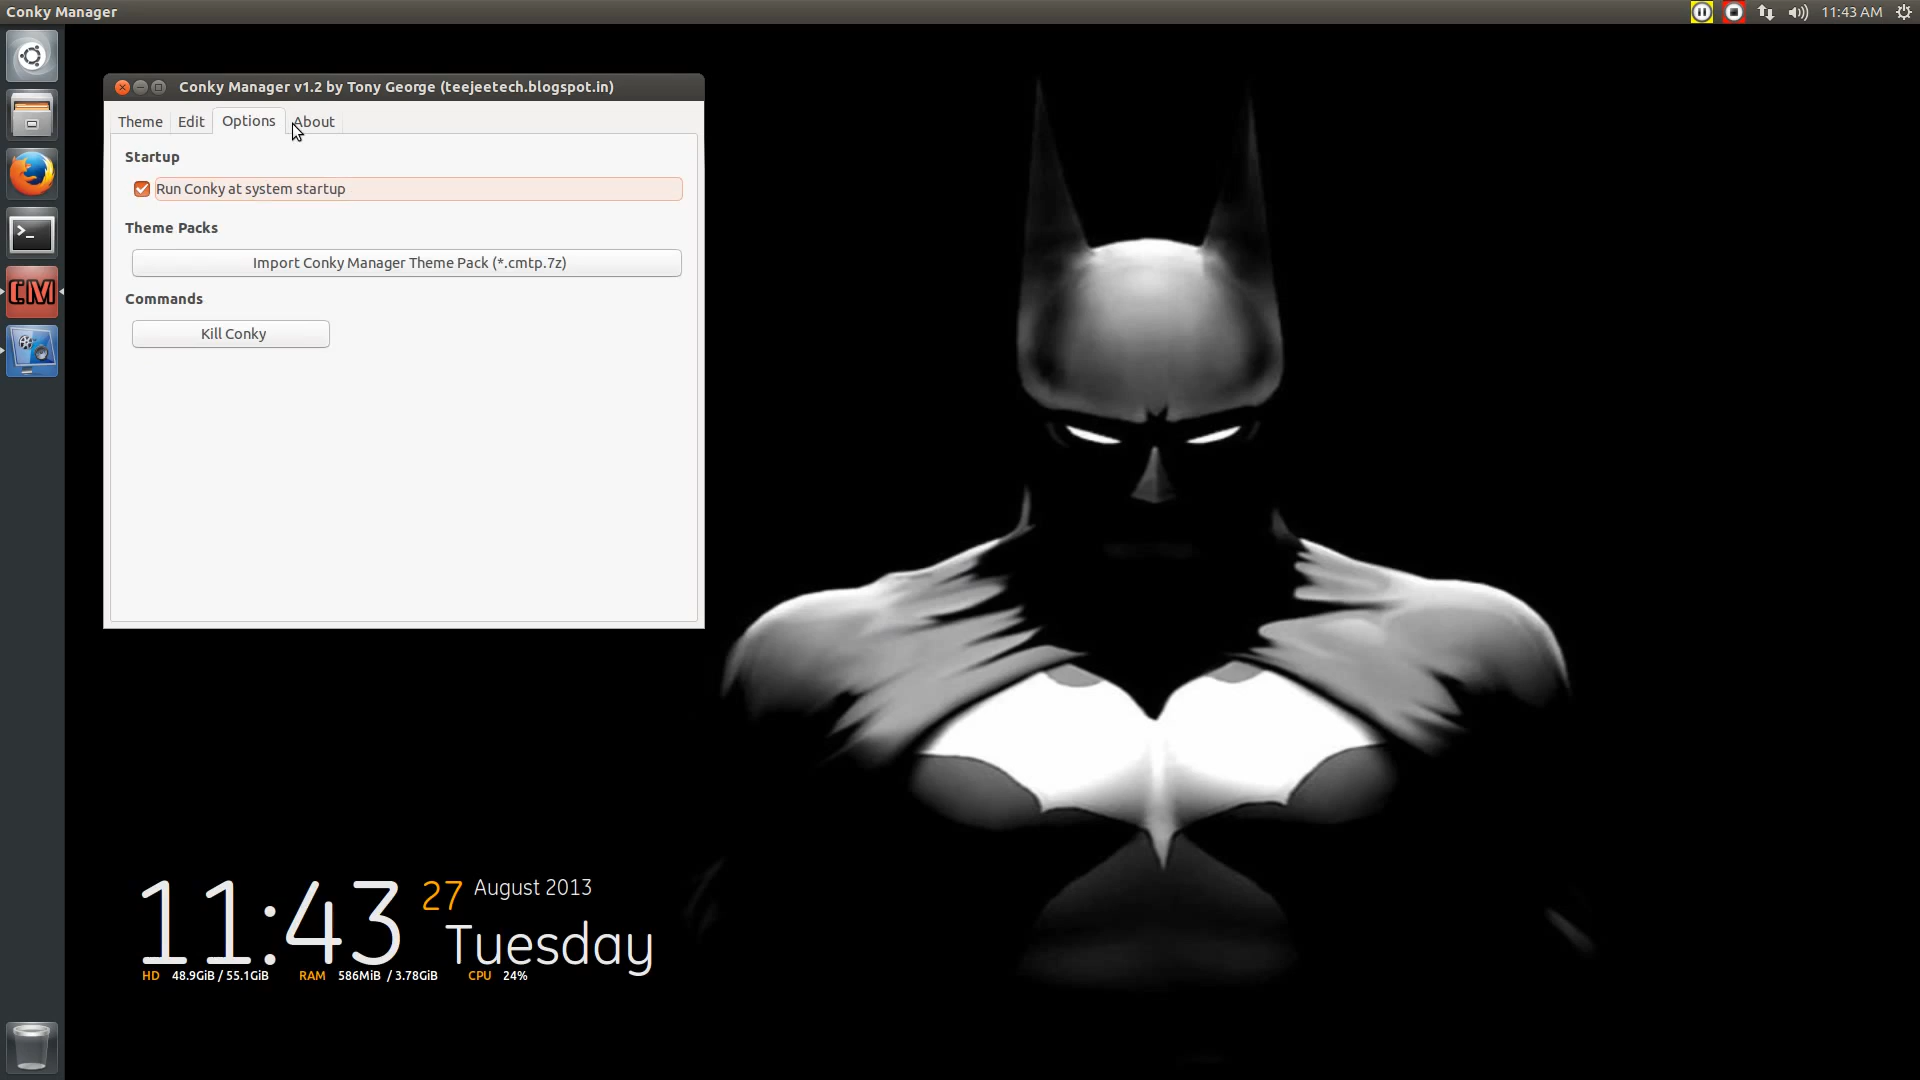 Conky Manager
11:43 AM
Conky Manager v1.2 by Tony George (teejeetech.blogspot.in)
Theme Edit Options About
Startup
Run Conky at system startup
Theme Packs
Import Conky Manager Theme Pack (*.cmtp.7z)
Commands
Kill Conky
>_
CM
11:43 27 August 2013
Tuesday
HD 48.9GiB / 55.1GiB RAM 586MiB / 3.78GiB CPU 24%